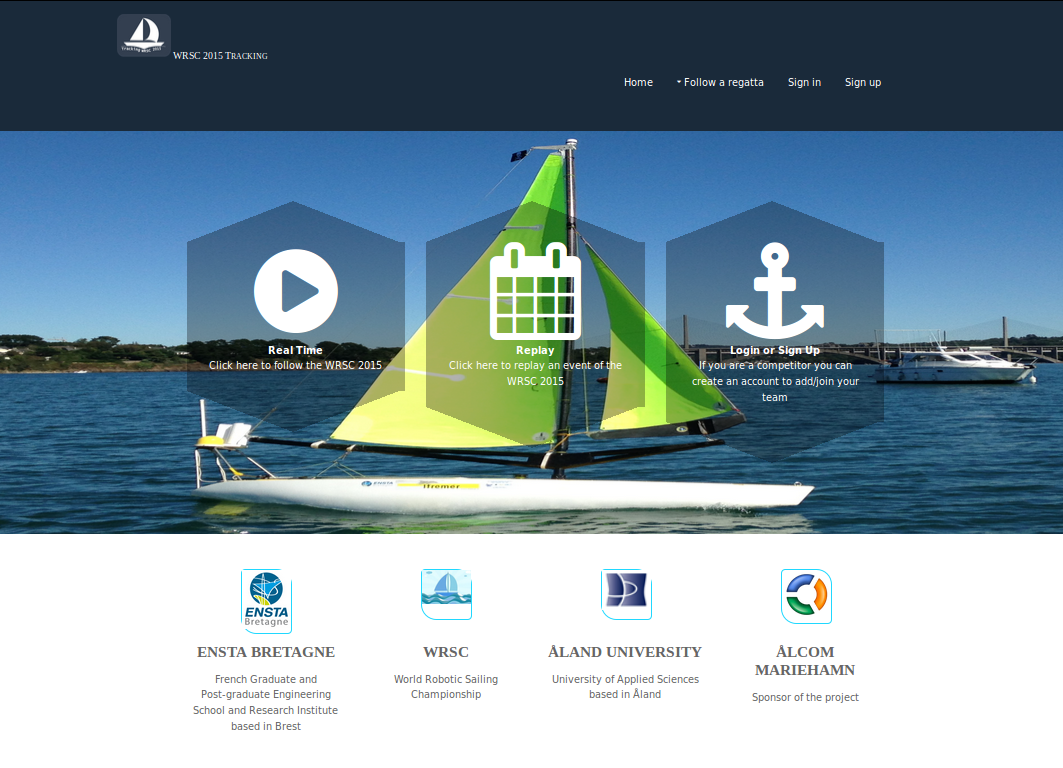 WRSC 2015 TRACKING
Home
Follow a regatta
Sign in
Sign up
Real Time
Click here to follow the WRSC 2015
Replay
Click here to replay an event of the
WRSC 2015
Login or Sign Up
If you are a competitor you can
create an account to add/join your
team
ENSTA
ifremer
ENSTA
Bretagne
ENSTA BRETAGNE
French Graduate and
Post-graduate Engineering
School and Research Institute
based in Brest
WRSC
World Robotic Sailing
Championship
ÅLAND UNIVERSITY
University of Applied Sciences
based in Åland
ÅLCOM
MARIEHAMN
Sponsor of the project